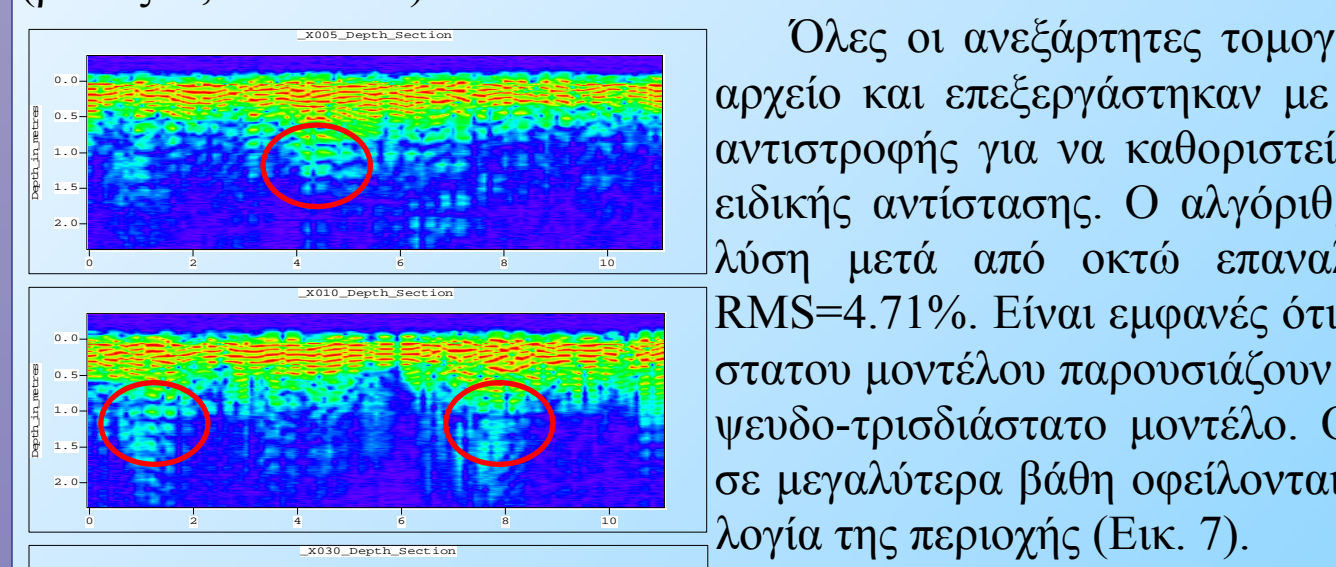 _X005_Depth_Section
0.0
0.5
1.0
1.5
2.0
Depth_in_metres
0 2 4 6 8 10
_X010_Depth_Section
0.0
0.5
1.0
1.5
2.0
Depth_in_metres
0 2 4 6 8 10
_X030_Depth_Section
Όλες οι ανεξάρτητες τομογ
αρχείο και επεξεργάστηκαν με
αντιστροφής για να καθοριστεί
ειδικής αντίστασης. Ο αλγόριθ
λύση μετά από οκτώ επαναλ
RMS=4.71%. Είναι εμφανές ότι
στατου μοντέλου παρουσιάζουν
ψευδο-τρισδιάστατο μοντέλο. Ο
σε μεγαλύτερα βάθη οφείλονται
λογία της περιοχής (Εικ. 7).